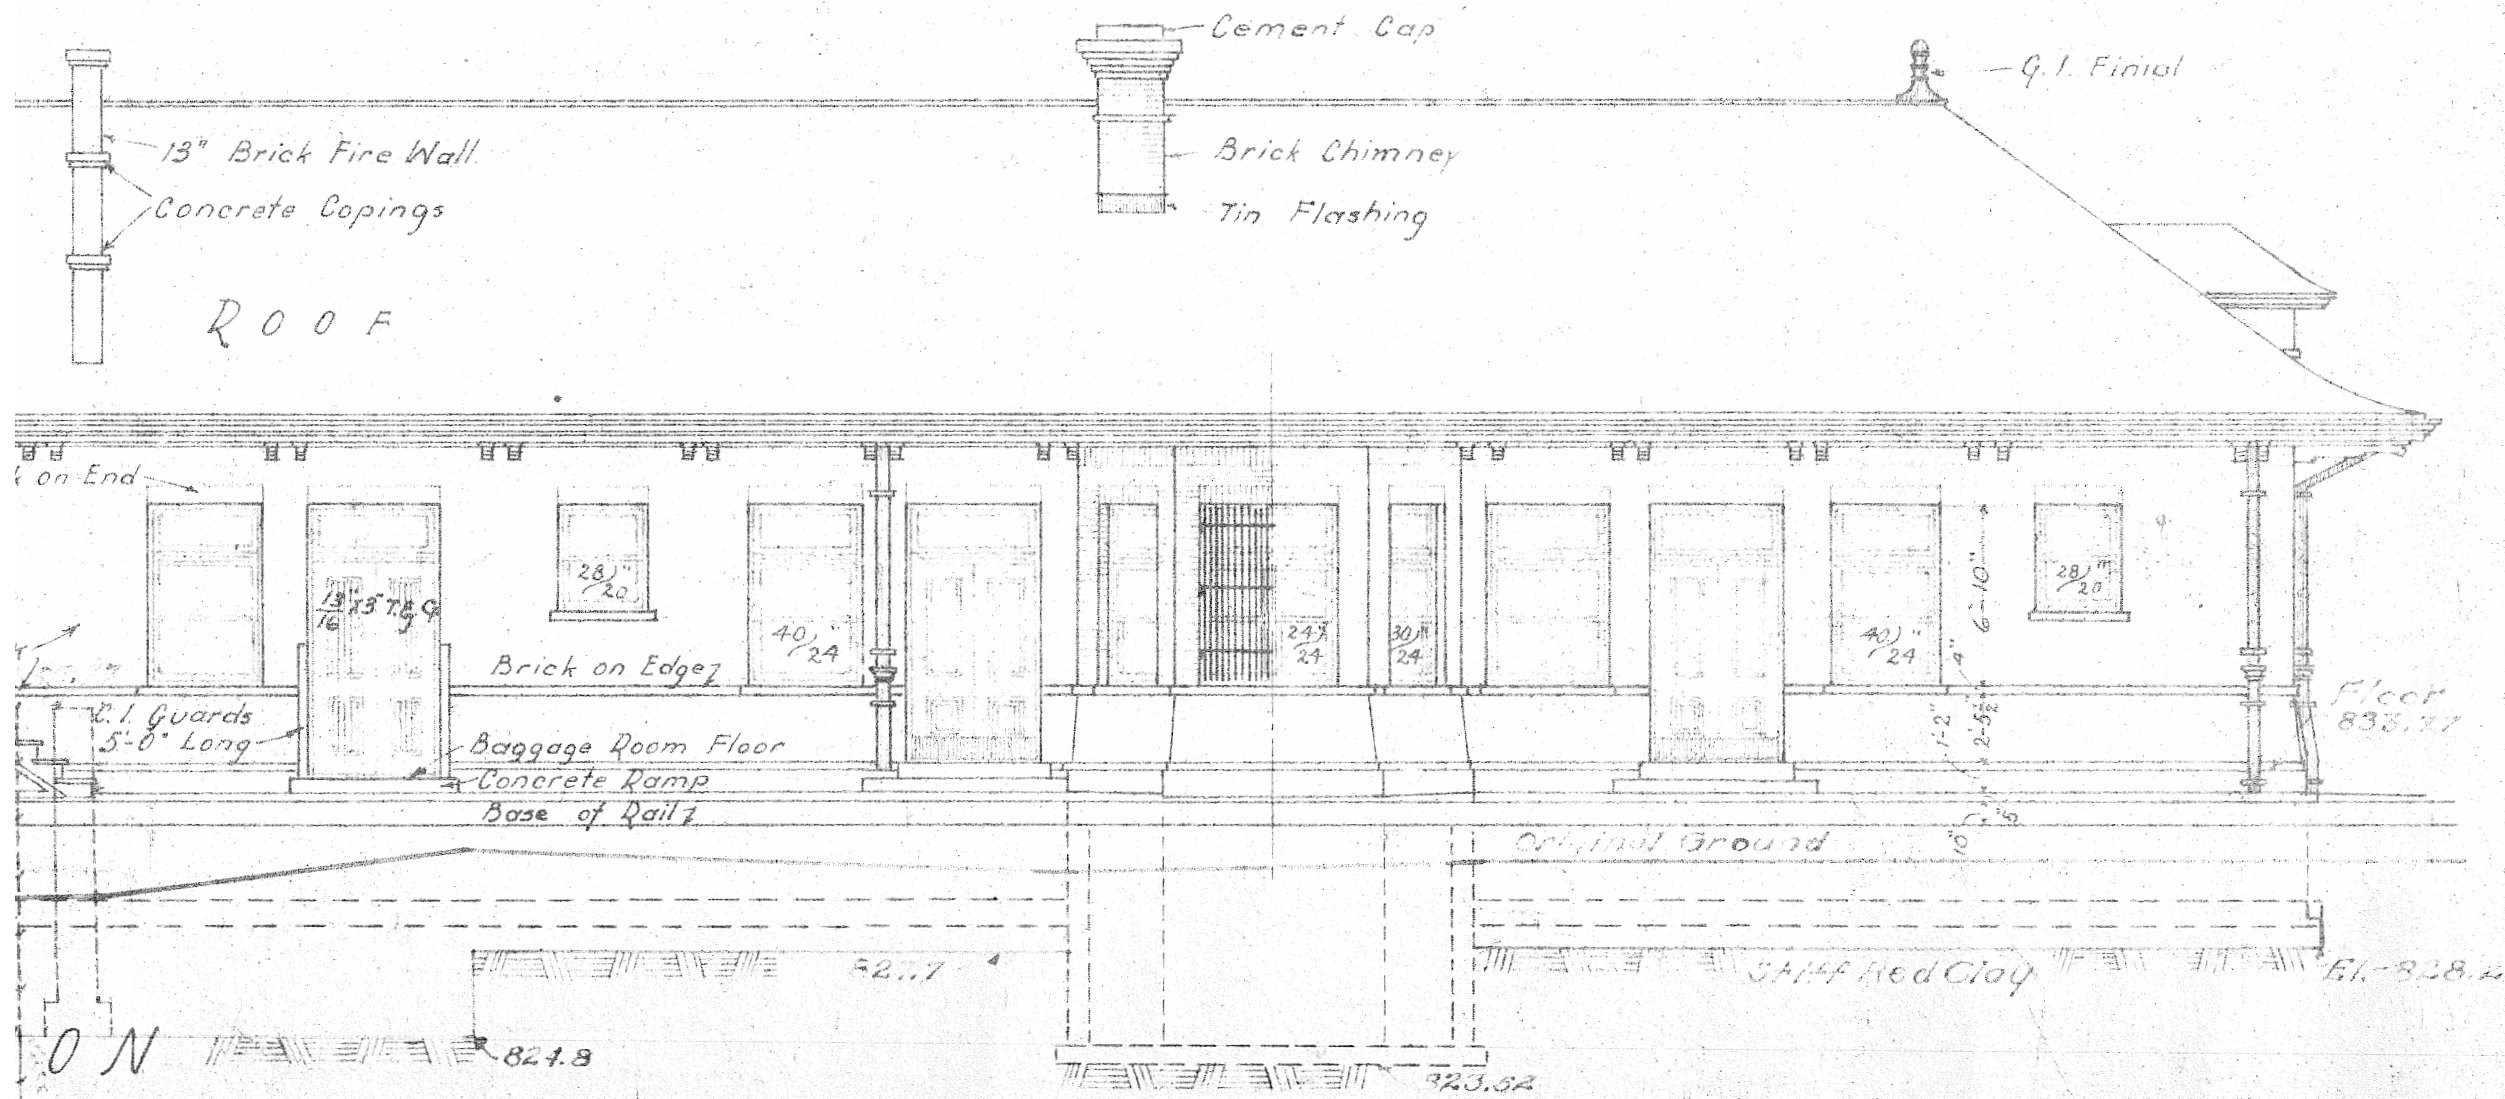 Cement Cap
G.I. Finial
13" Brick Fire Wall
Brick Chimney
Concrete Copings
Tin Flashing
ROOF
on End
28/20"
13/16" x 3" T. & G.
40/24"
24"/24
30"/24
40/24"
28/20"
6'-10"
4"
Brick on Edge
C.I. Guards
5'-0" Long
Baggage Room Floor
Concrete Ramp
Base of Rail
1'-2"
2'-5½"
Floor
Original Ground
10"
Stiff Red Clay
El.-828.2
ON
824.8
823.52